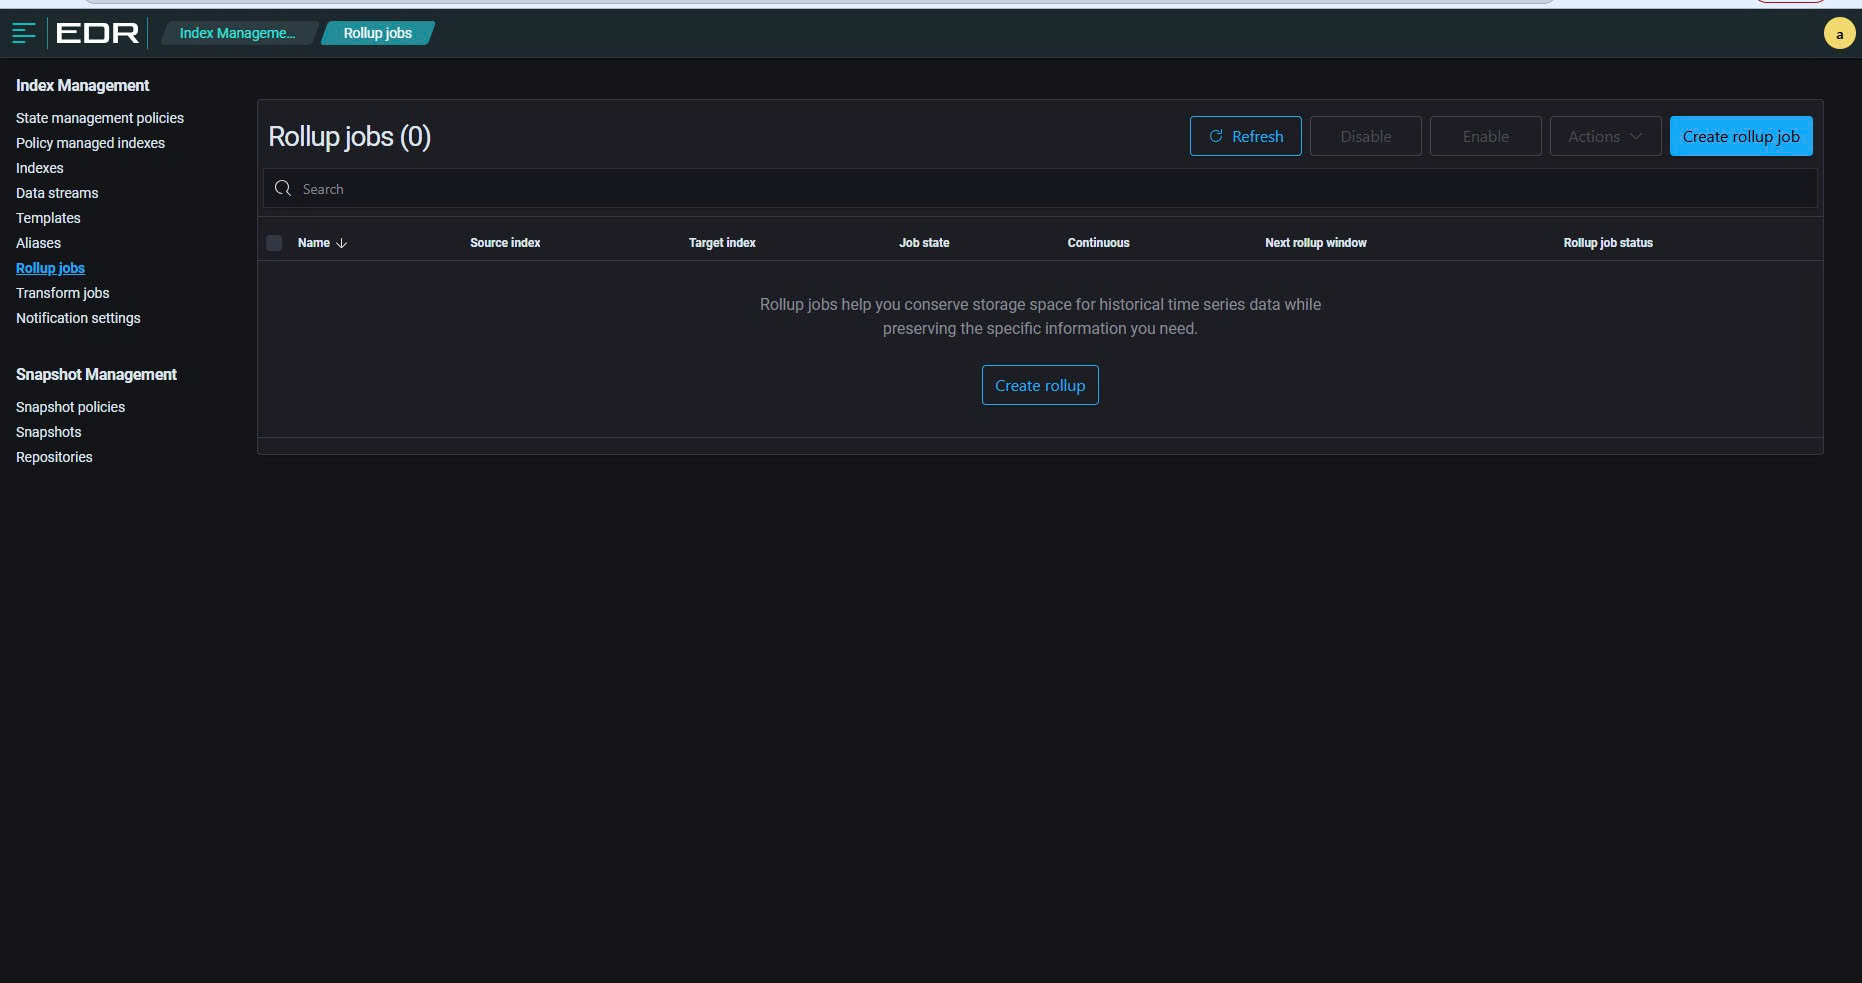 EDR
Index Manageme...
Rollup jobs
a
Index Management
State management policies
Policy managed indexes
Indexes
Data streams
Templates
Aliases
Rollup jobs
Transform jobs
Notification settings
Snapshot Management
Snapshot policies
Snapshots
Repositories
Rollup jobs (0)
Refresh
Disable
Enable
Actions
Create rollup job
Search
Name
Source index
Target index
Job state
Continuous
Next rollup window
Rollup job status
Rollup jobs help you conserve storage space for historical time series data while
preserving the specific information you need.
Create rollup